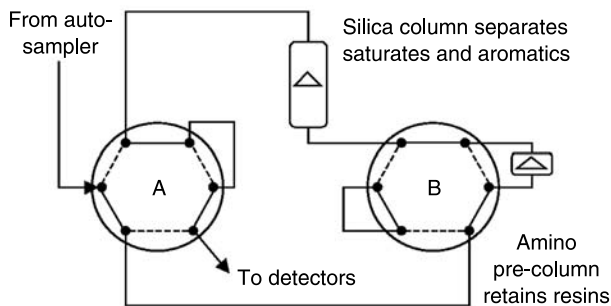 From auto-
sampler
Silica column separates
saturates and aromatics
A
B
To detectors
Amino
pre-column
retains resins